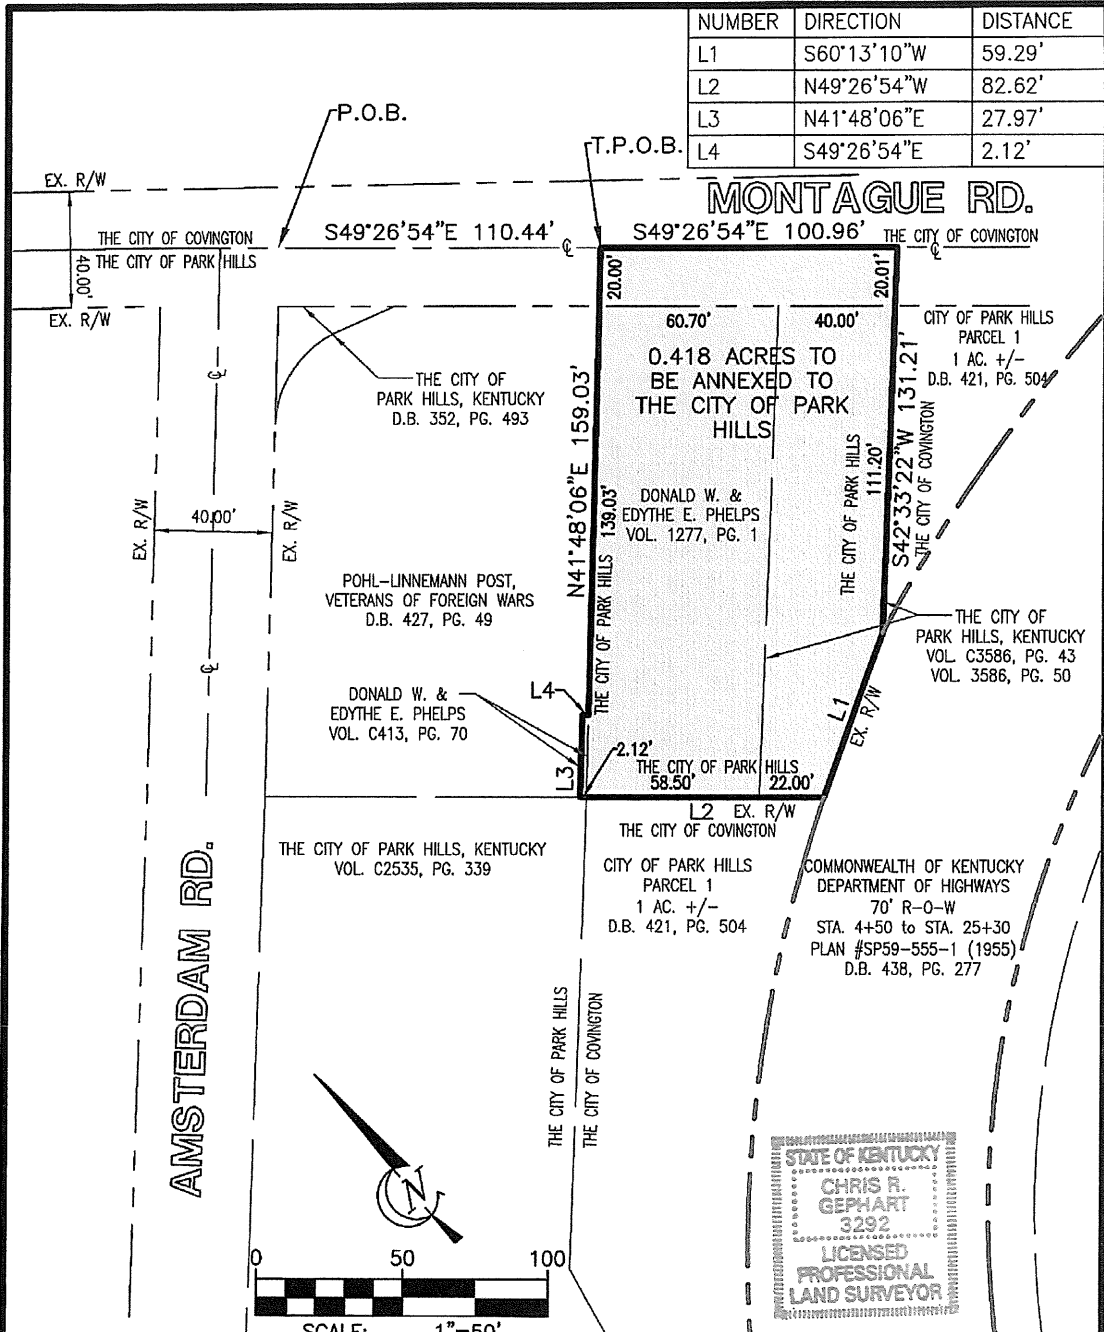 NUMBER DIRECTION DISTANCE
L1 S60°13'10"W 59.29'
L2 N49°26'54"W 82.62'
L3 N41°48'06"E 27.97'
L4 S49°26'54"E 2.12'
P.O.B.
T.P.O.B.
EX. R/W
MONTAGUE RD.
THE CITY OF COVINGTON
S49°26'54"E 110.44'
℄
S49°26'54"E 100.96'
THE CITY OF COVINGTON
℄
THE CITY OF PARK HILLS
40.00'
EX. R/W
20.00'
20.01'
60.70'
40.00'
CITY OF PARK HILLS
PARCEL 1
1 AC. +/-
D.B. 421, PG. 504
0.418 ACRES TO
BE ANNEXED TO
THE CITY OF PARK
HILLS
℄
THE CITY OF
PARK HILLS, KENTUCKY
D.B. 352, PG. 493
N41°48'06"E 159.03'
139.03'
THE CITY OF PARK HILLS
DONALD W. &
EDYTHE E. PHELPS
VOL. 1277, PG. 1
THE CITY OF PARK HILLS
111.20'
S42°33'22"W 131.21'
THE CITY OF COVINGTON
EX. R/W
40.00'
EX. R/W
POHL-LINNEMANN POST,
VETERANS OF FOREIGN WARS
D.B. 427, PG. 49
THE CITY OF
PARK HILLS, KENTUCKY
VOL. C3586, PG. 43
VOL. 3586, PG. 50
℄
DONALD W. &
EDYTHE E. PHELPS
VOL. C413, PG. 70
L4
L1
EX. R/W
L3
2.12'
THE CITY OF PARK HILLS
58.50'
22.00'
L2 EX. R/W
THE CITY OF COVINGTON
THE CITY OF PARK HILLS, KENTUCKY
VOL. C2535, PG. 339
CITY OF PARK HILLS
PARCEL 1
1 AC. +/-
D.B. 421, PG. 504
COMMONWEALTH OF KENTUCKY
DEPARTMENT OF HIGHWAYS
70' R-O-W
STA. 4+50 to STA. 25+30
PLAN #SP59-555-1 (1955)
D.B. 438, PG. 277
AMSTERDAM RD.
THE CITY OF PARK HILLS
THE CITY OF COVINGTON
N
STATE OF KENTUCKY
CHRIS R.
GEPHART
3292
LICENSED
PROFESSIONAL
LAND SURVEYOR
0 50 100
SCALE: 1"=50'